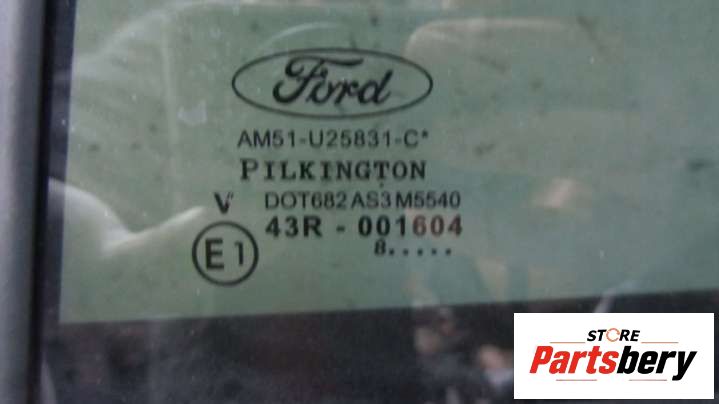 Ford
AM51-U25831-C*
PILKINGTON
V DOT682 AS3 M5540
43R - 001604
E1 8.....
STORE
Partsbery